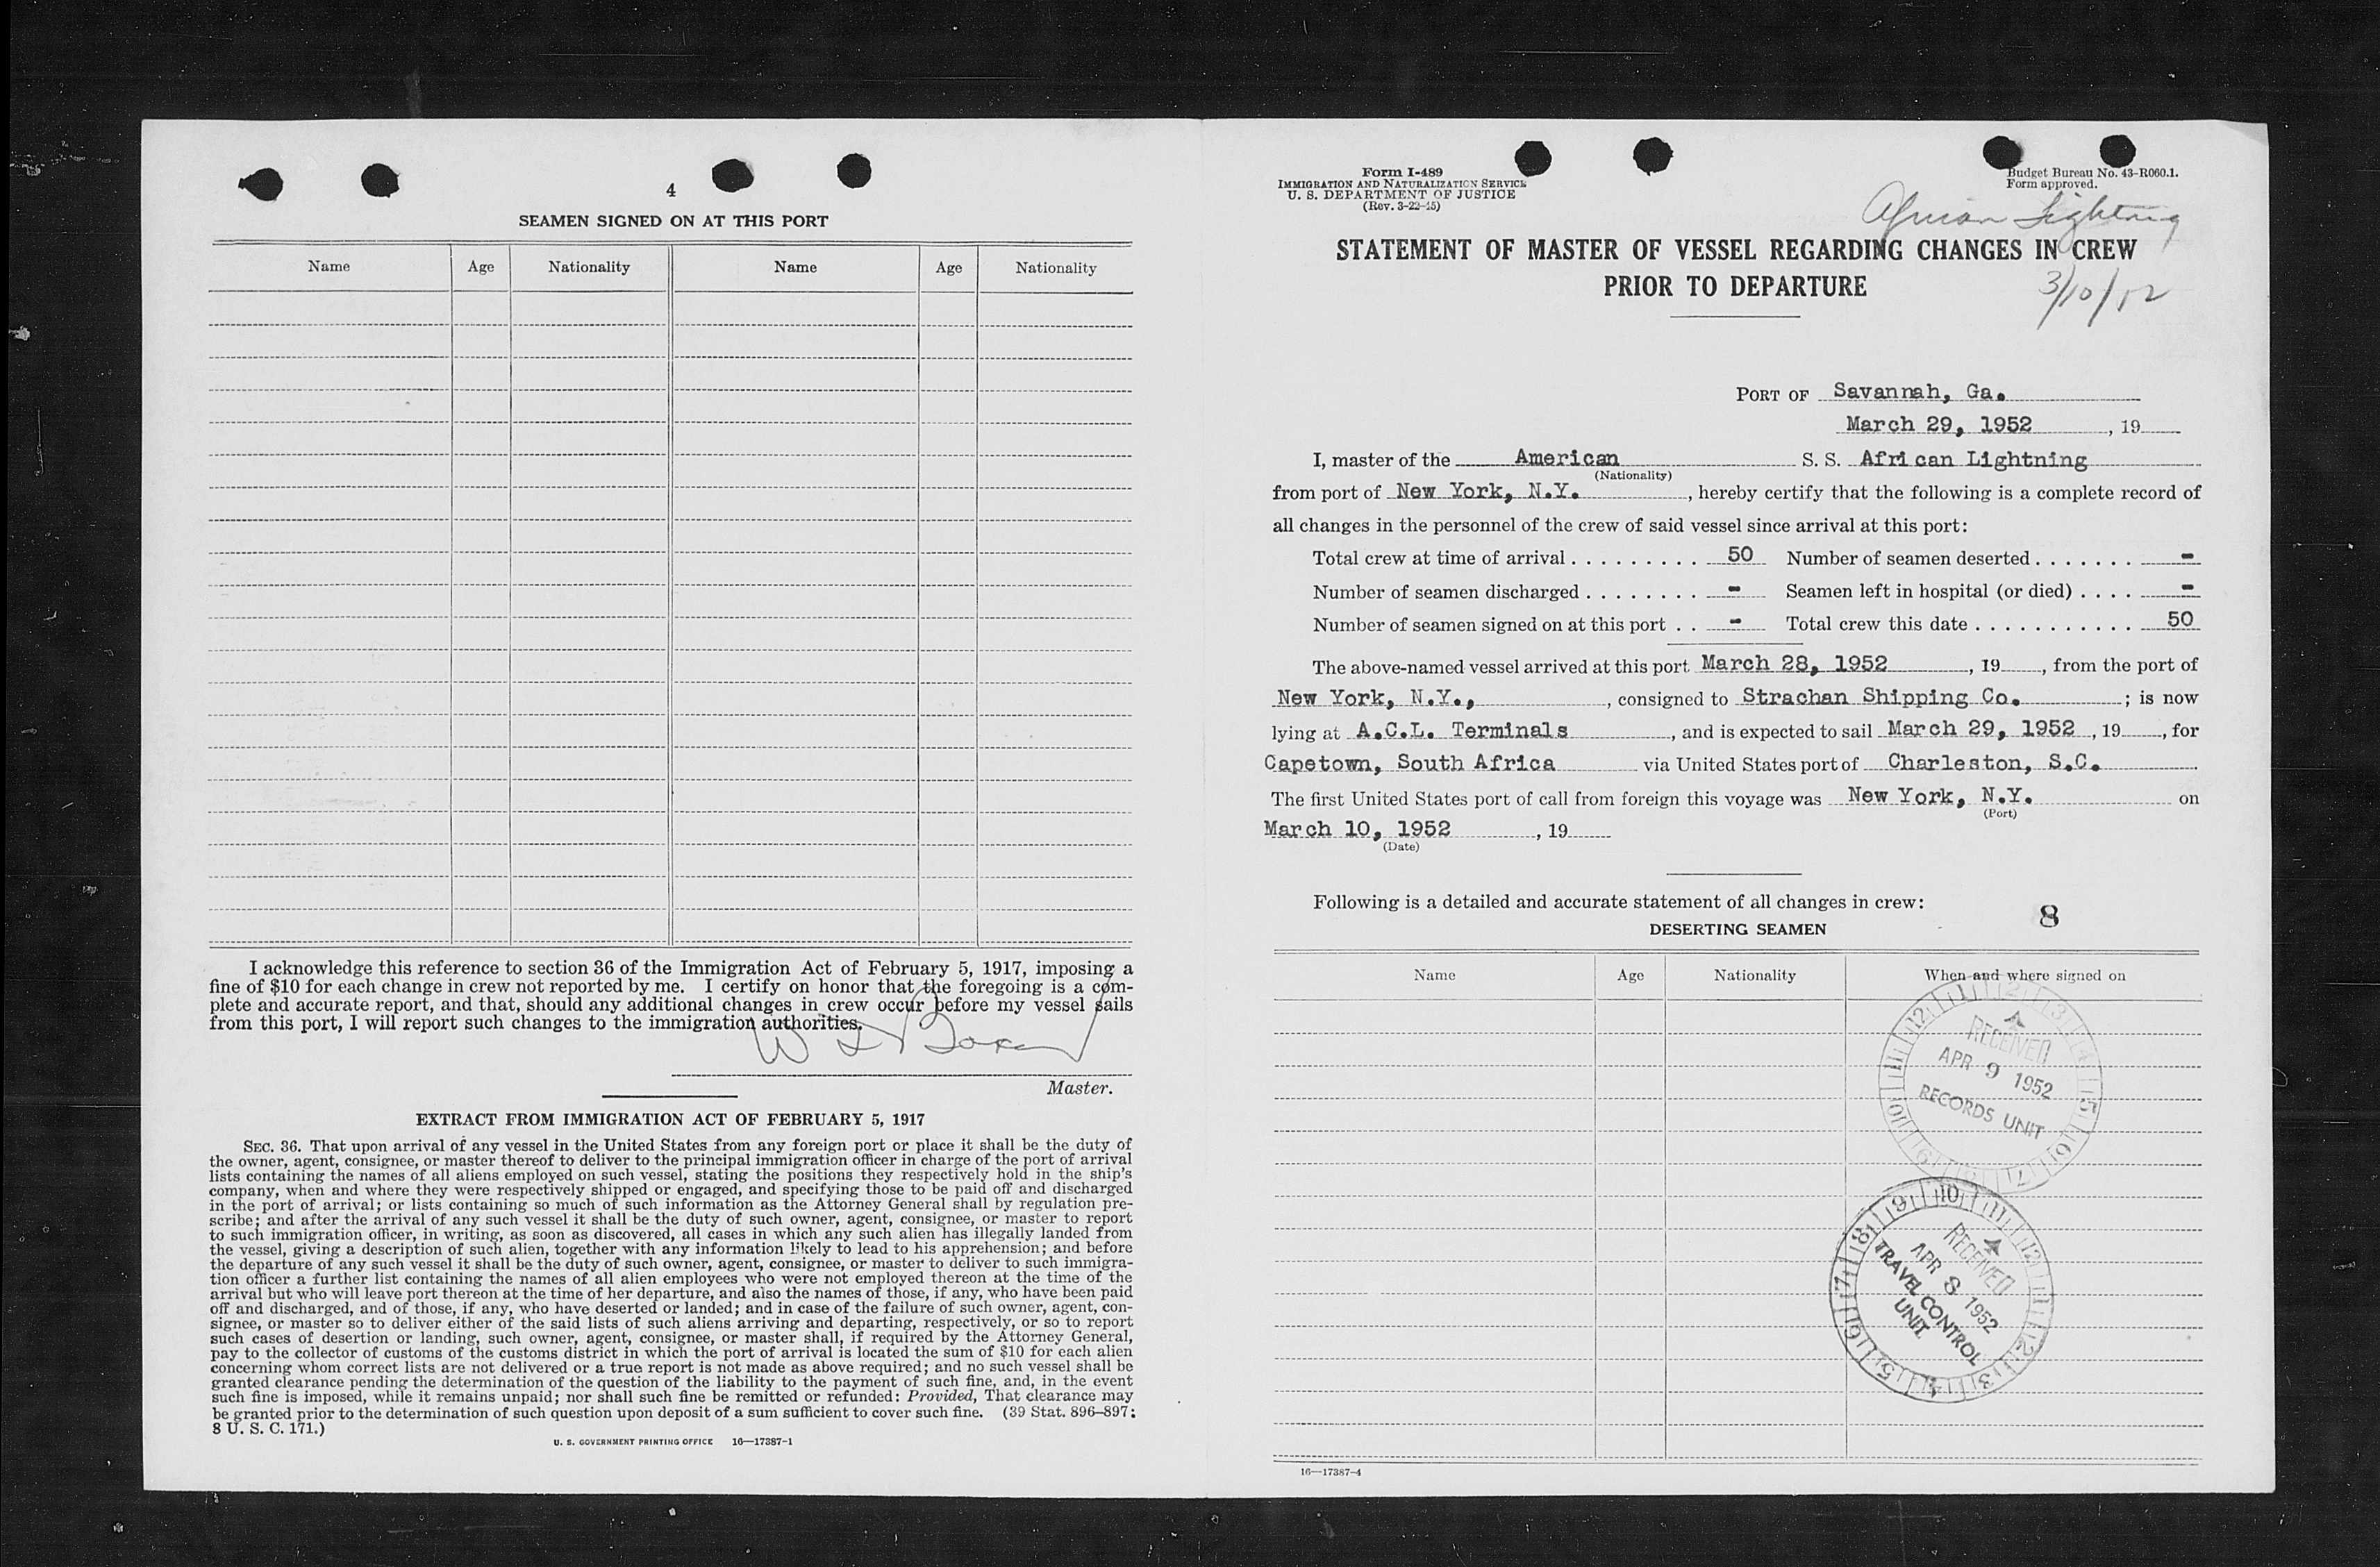 4
SEAMEN SIGNED ON AT THIS PORT
Name Age Nationality Name Age Nationality
I acknowledge this reference to section 36 of the Immigration Act of February 5, 1917, imposing a
fine of $10 for each change in crew not reported by me. I certify on honor that the foregoing is a com-
plete and accurate report, and that, should any additional changes in crew occur before my vessel sails
from this port, I will report such changes to the immigration authorities.
Master.
EXTRACT FROM IMMIGRATION ACT OF FEBRUARY 5, 1917
SEC. 36. That upon arrival of any vessel in the United States from any foreign port or place it shall be the duty of
the owner, agent, consignee, or master thereof to deliver to the principal immigration officer in charge of the port of arrival
lists containing the names of all aliens employed on such vessel, stating the positions they respectively hold in the ship's
company, when and where they were respectively shipped or engaged, and specifying those to be paid off and discharged
in the port of arrival; or lists containing so much of such information as the Attorney General shall by regulation pre-
scribe; and after the arrival of any such vessel it shall be the duty of such owner, agent, consignee, or master to report
to such immigration officer, in writing, as soon as discovered, all cases in which any such alien has illegally landed from
the vessel, giving a description of such alien, together with any information likely to lead to his apprehension; and before
the departure of any such vessel it shall be the duty of such owner, agent, consignee, or master to deliver to such immigra-
tion officer a further list containing the names of all alien employees who were not employed thereon at the time of the
arrival but who will leave port thereon at the time of her departure, and also the names of those, if any, who have been paid
off and discharged, and of those, if any, who have deserted or landed; and in case of the failure of such owner, agent, con-
signee, or master so to deliver either of the said lists of such aliens arriving and departing, respectively, or so to report
such cases of desertion or landing, such owner, agent, consignee, or master shall, if required by the Attorney General,
pay to the collector of customs of the customs district in which the port of arrival is located the sum of $10 for each alien
concerning whom correct lists are not delivered or a true report is not made as above required; and no such vessel shall be
granted clearance pending the determination of the question of the liability to the payment of such fine, and, in the event
such fine is imposed, while it remains unpaid; nor shall such fine be remitted or refunded: Provided, That clearance may
be granted prior to the determination of such question upon deposit of a sum sufficient to cover such fine. (39 Stat. 896–897;
8 U. S. C. 171.)
U. S. GOVERNMENT PRINTING OFFICE 16—17387-1
Form I-489
IMMIGRATION AND NATURALIZATION SERVICE
U. S. DEPARTMENT OF JUSTICE
(Rev. 3-22-45)
Budget Bureau No. 43-R060.1.
Form approved.
African Lightning
STATEMENT OF MASTER OF VESSEL REGARDING CHANGES IN CREW
PRIOR TO DEPARTURE
3/10/52
PORT OF Savannah, Ga.
March 29, 1952, 19
I, master of the American S. S. African Lightning
(Nationality)
from port of New York, N.Y., hereby certify that the following is a complete record of
all changes in the personnel of the crew of said vessel since arrival at this port:
Total crew at time of arrival . . . . . . . . . 50 Number of seamen deserted . . . . . . . -
Number of seamen discharged . . . . . . . . - Seamen left in hospital (or died) . . . . -
Number of seamen signed on at this port . . - Total crew this date . . . . . . . . . . . 50
The above-named vessel arrived at this port March 28, 1952, 19, from the port of
New York, N.Y., , consigned to Strachan Shipping Co. ; is now
lying at A.C.L. Terminals, and is expected to sail March 29, 1952, 19, for
Capetown, South Africa via United States port of Charleston, S.C.
The first United States port of call from foreign this voyage was New York, N.Y. on
(Port)
March 10, 1952, 19
(Date)
Following is a detailed and accurate statement of all changes in crew:
8
DESERTING SEAMEN
Name Age Nationality When and where signed on
RECEIVED
APR 9 1952
RECORDS UNIT
RECEIVED
APR 8 1952
TRAVEL CONTROL
UNIT
16—17387-4